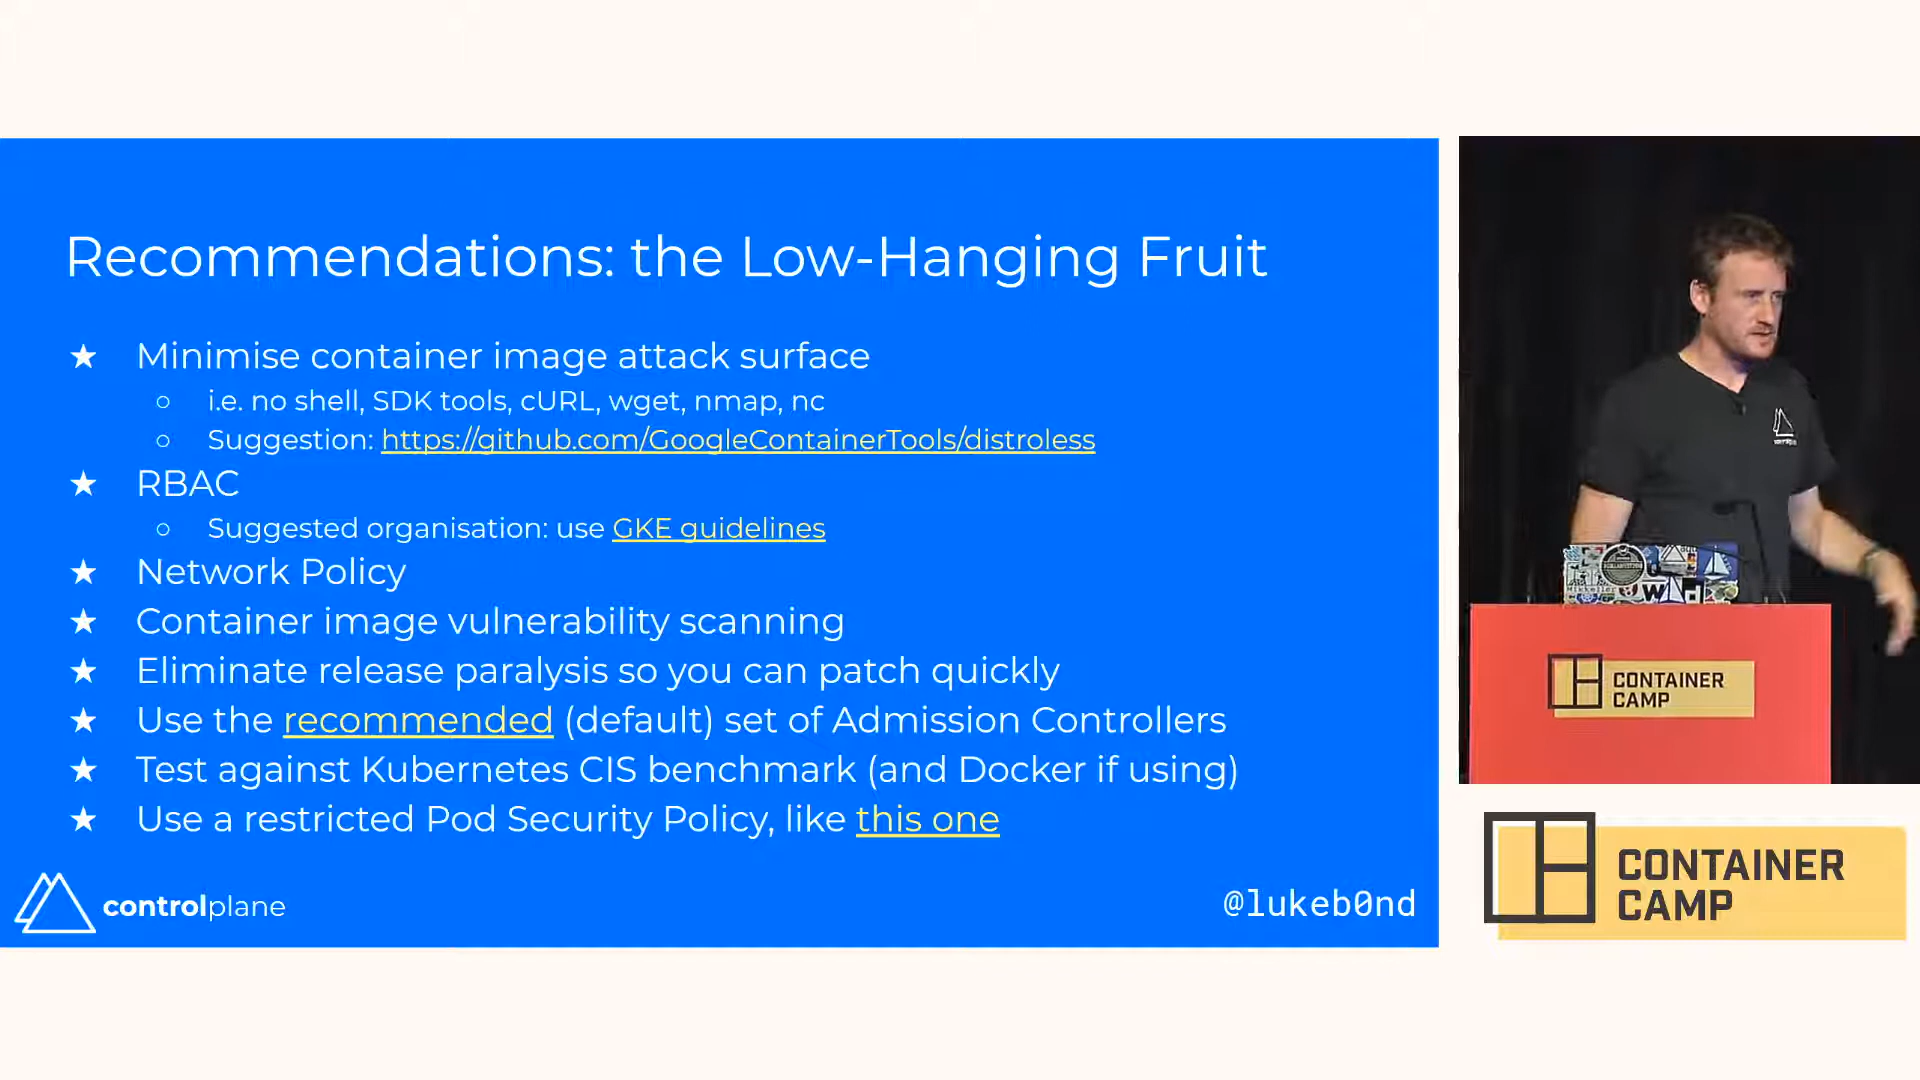 Recommendations: the Low-Hanging Fruit
★ Minimise container image attack surface
○ i.e. no shell, SDK tools, cURL, wget, nmap, nc
○ Suggestion: https://github.com/GoogleContainerTools/distroless
★ RBAC
○ Suggested organisation: use GKE guidelines
★ Network Policy
★ Container image vulnerability scanning
★ Eliminate release paralysis so you can patch quickly
★ Use the recommended (default) set of Admission Controllers
★ Test against Kubernetes CIS benchmark (and Docker if using)
★ Use a restricted Pod Security Policy, like this one
controlplane
@lukeb0nd
CONTAINER
CAMP
CONTAINER
CAMP